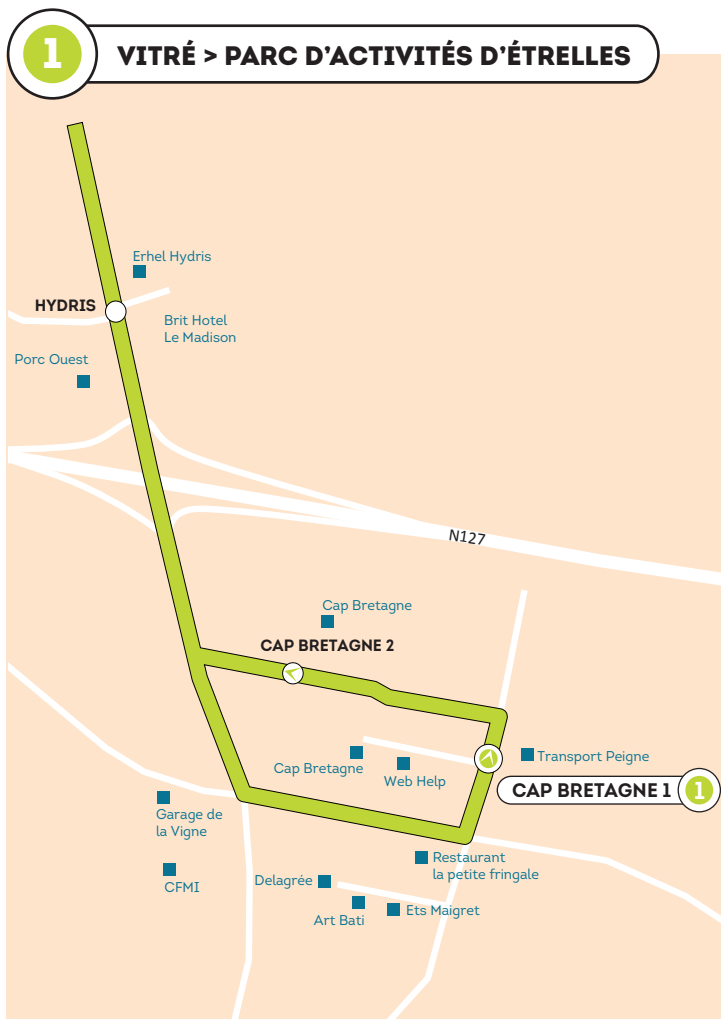 1 VITRÉ > PARC D'ACTIVITÉS D'ÉTRELLES
Erhel Hydris
HYDRIS
Brit Hotel
Le Madison
Porc Ouest
N127
Cap Bretagne
CAP BRETAGNE 2
Transport Peigne
Cap Bretagne
Web Help
CAP BRETAGNE 1 1
Garage de
la Vigne
Restaurant
la petite fringale
CFMI
Delagrée
Art Bati
Ets Maigret